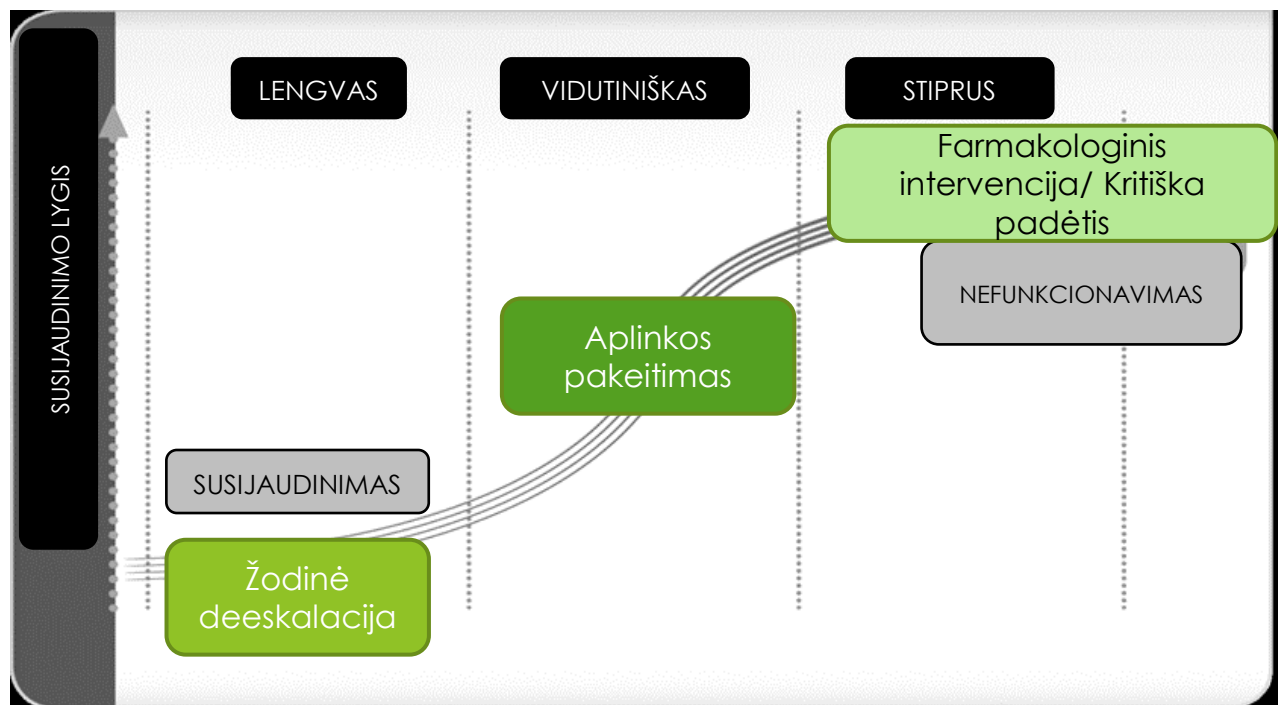 SUSIJAUDINIMO LYGIS
LENGVAS
VIDUTINIŠKAS
STIPRUS
Farmakologinis
intervencija/ Kritiška
padėtis
NEFUNKCIONAVIMAS
Aplinkos
pakeitimas
SUSIJAUDINIMAS
Žodinė
deeskalacija